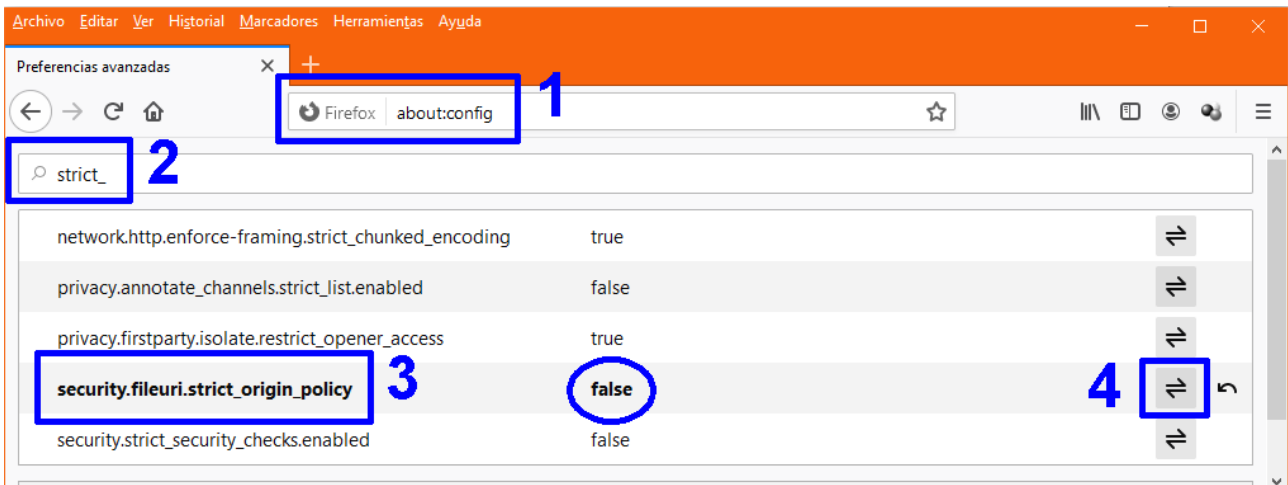 Archivo Editar Ver Historial Marcadores Herramientas Ayuda
Preferencias avanzadas
1
Firefox about:config
2
strict_
network.http.enforce-framing.strict_chunked_encoding true
privacy.annotate_channels.strict_list.enabled false
privacy.firstparty.isolate.restrict_opener_access true
3
security.fileuri.strict_origin_policy false
4
security.strict_security_checks.enabled false